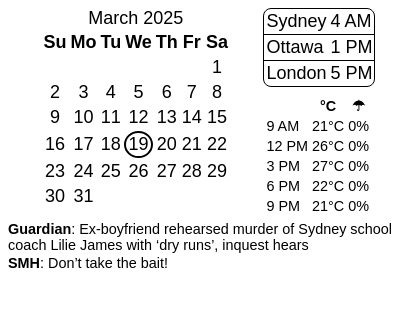 March 2025
Su Mo Tu We Th Fr Sa
1
2 3 4 5 6 7 8
9 10 11 12 13 14 15
16 17 18 19 20 21 22
23 24 25 26 27 28 29
30 31
Sydney 4 AM
Ottawa 1 PM
London 5 PM
°C ☂
9 AM 21°C 0%
12 PM 26°C 0%
3 PM 27°C 0%
6 PM 22°C 0%
9 PM 21°C 0%
Guardian: Ex-boyfriend rehearsed murder of Sydney school
coach Lilie James with ‘dry runs’, inquest hears
SMH: Don’t take the bait!